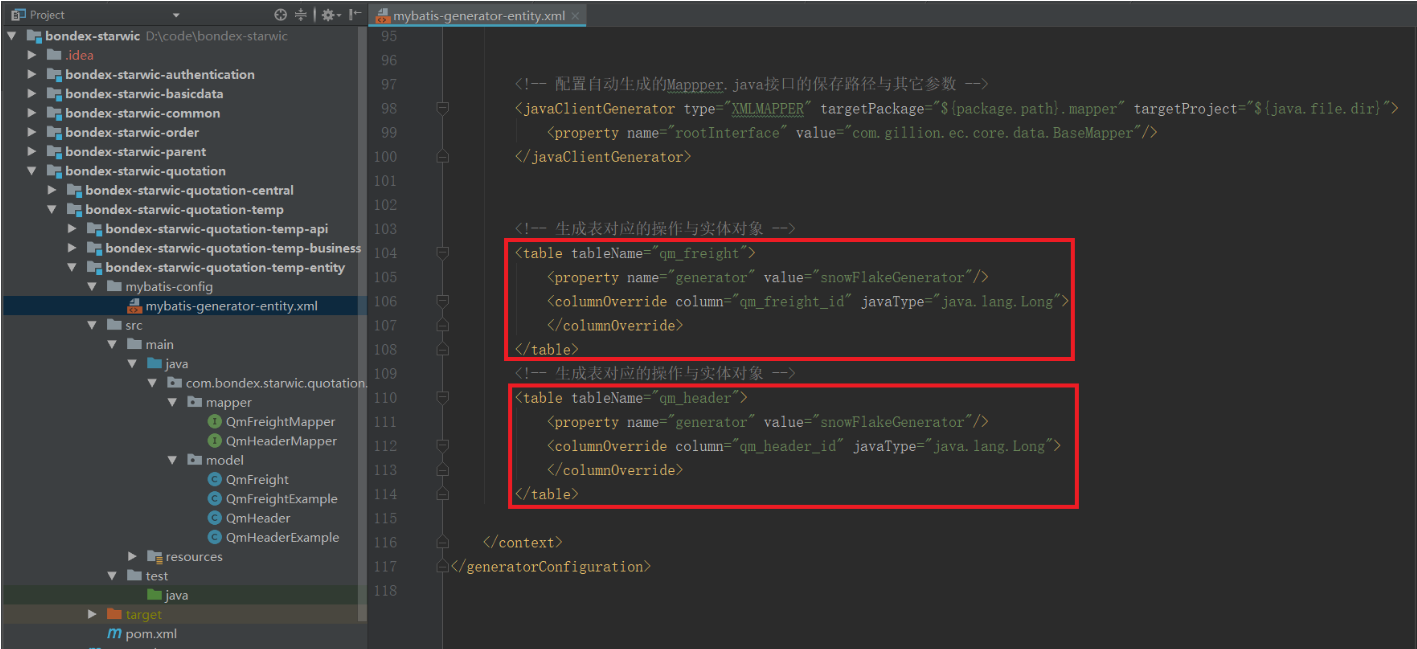 Project
bondex-starwic D:\code\bondex-starwic
.idea
bondex-starwic-authentication
bondex-starwic-basicdata
bondex-starwic-common
bondex-starwic-order
bondex-starwic-parent
bondex-starwic-quotation
bondex-starwic-quotation-central
bondex-starwic-quotation-temp
bondex-starwic-quotation-temp-api
bondex-starwic-quotation-temp-business
bondex-starwic-quotation-temp-entity
mybatis-config
mybatis-generator-entity.xml
src
main
java
com.bondex.starwic.quotation.
mapper
QmFreightMapper
QmHeaderMapper
model
QmFreight
QmFreightExample
QmHeader
QmHeaderExample
resources
test
java
target
pom.xml
mybatis-generator-entity.xml
95
96
97 <!-- 配置自动生成的Mappper.java接口的保存路径与其它参数 -->
98 <javaClientGenerator type="XMLMAPPER" targetPackage="${package.path}.mapper" targetProject="${java.file.dir}">
99 <property name="rootInterface" value="com.gillion.ec.core.data.BaseMapper"/>
100 </javaClientGenerator>
101
102
103 <!-- 生成表对应的操作与实体对象 -->
104 <table tableName="qm_freight">
105 <property name="generator" value="snowFlakeGenerator"/>
106 <columnOverride column="qm_freight_id" javaType="java.lang.Long">
107 </columnOverride>
108 </table>
109 <!-- 生成表对应的操作与实体对象 -->
110 <table tableName="qm_header">
111 <property name="generator" value="snowFlakeGenerator"/>
112 <columnOverride column="qm_header_id" javaType="java.lang.Long">
113 </columnOverride>
114 </table>
115
116 </context>
117 </generatorConfiguration>
118